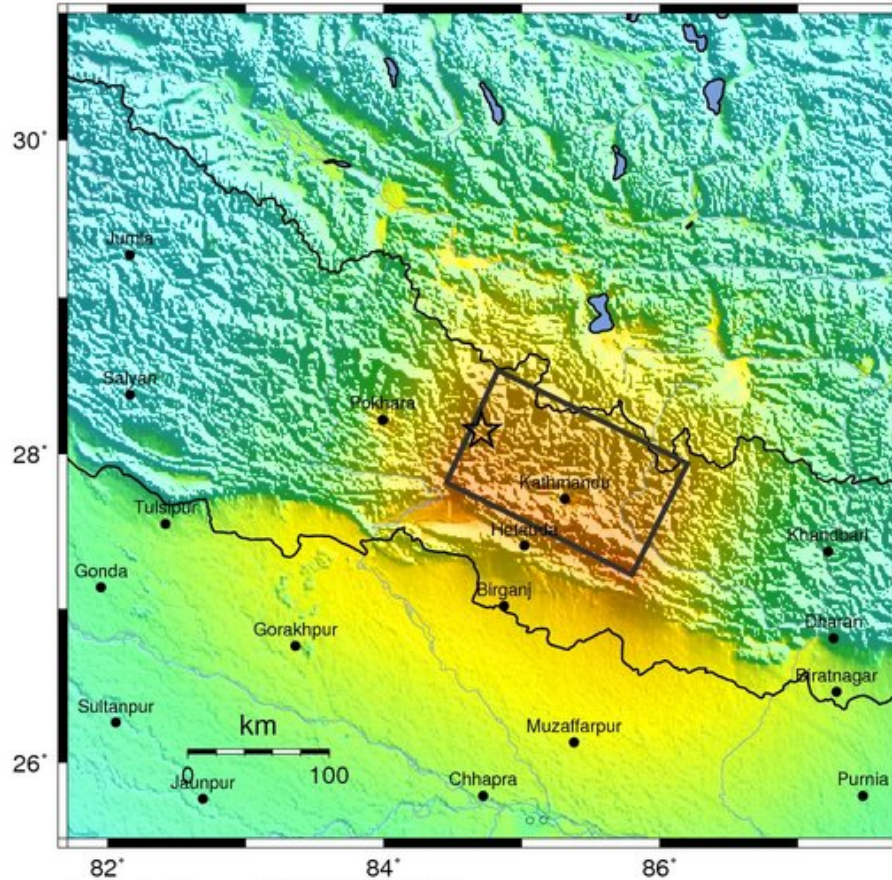 30°
Jumla
Salyan
Pokhara
28°
Kathmandu
Tulsipur
Hetauda
Khandbari
Gonda
Birganj
Gorakhpur
Dharan
Biratnagar
Sultanpur
km
Muzaffarpur
26°
0 100
Jaunpur
Chhapra
Purnia
82° 84° 86°